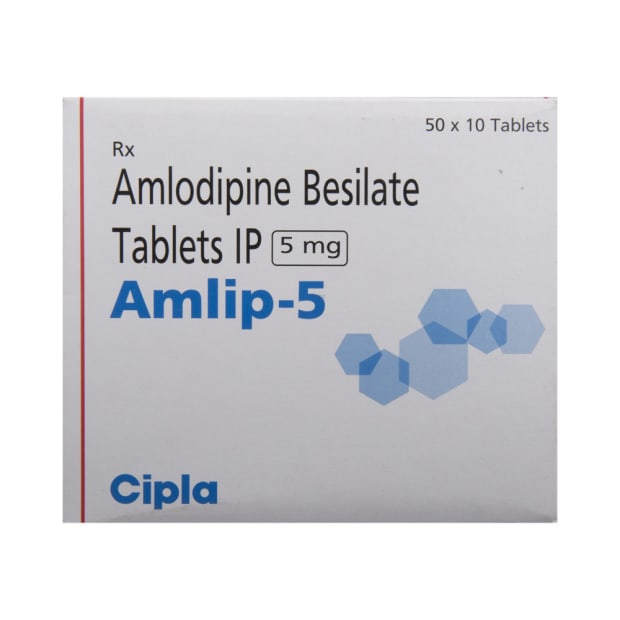 50 x 10 Tablets
Rx
Amlodipine Besilate
Tablets IP 5 mg
Amlip-5
Cipla